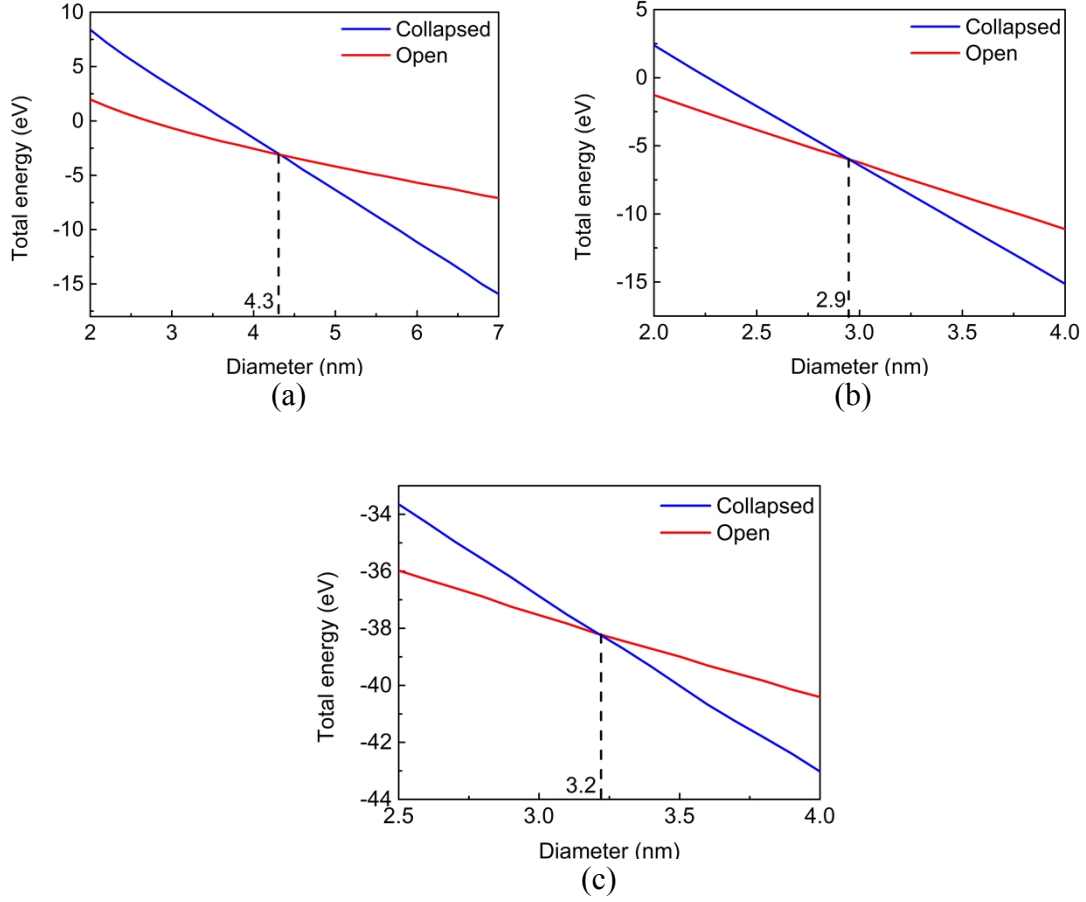 10
5
0
-5
-10
-15
Total energy (eV)
Collapsed
Open
4.3
2
3
4
5
6
7
Diameter (nm)
(a)
5
0
-5
-10
-15
Total energy (eV)
Collapsed
Open
2.9
2.0
2.5
3.0
3.5
4.0
Diameter (nm)
(b)
-34
-36
-38
-40
-42
-44
Total energy (eV)
Collapsed
Open
3.2
2.5
3.0
3.5
4.0
Diameter (nm)
(c)